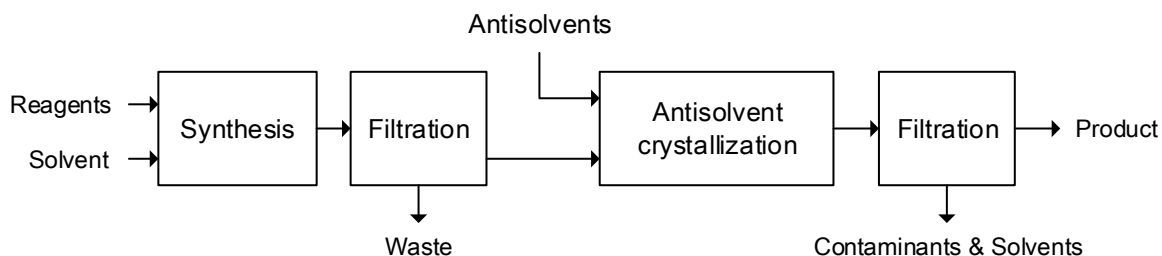 Antisolvents
Reagents
Solvent
Synthesis
Filtration
Antisolvent
crystallization
Filtration
Product
Waste
Contaminants & Solvents